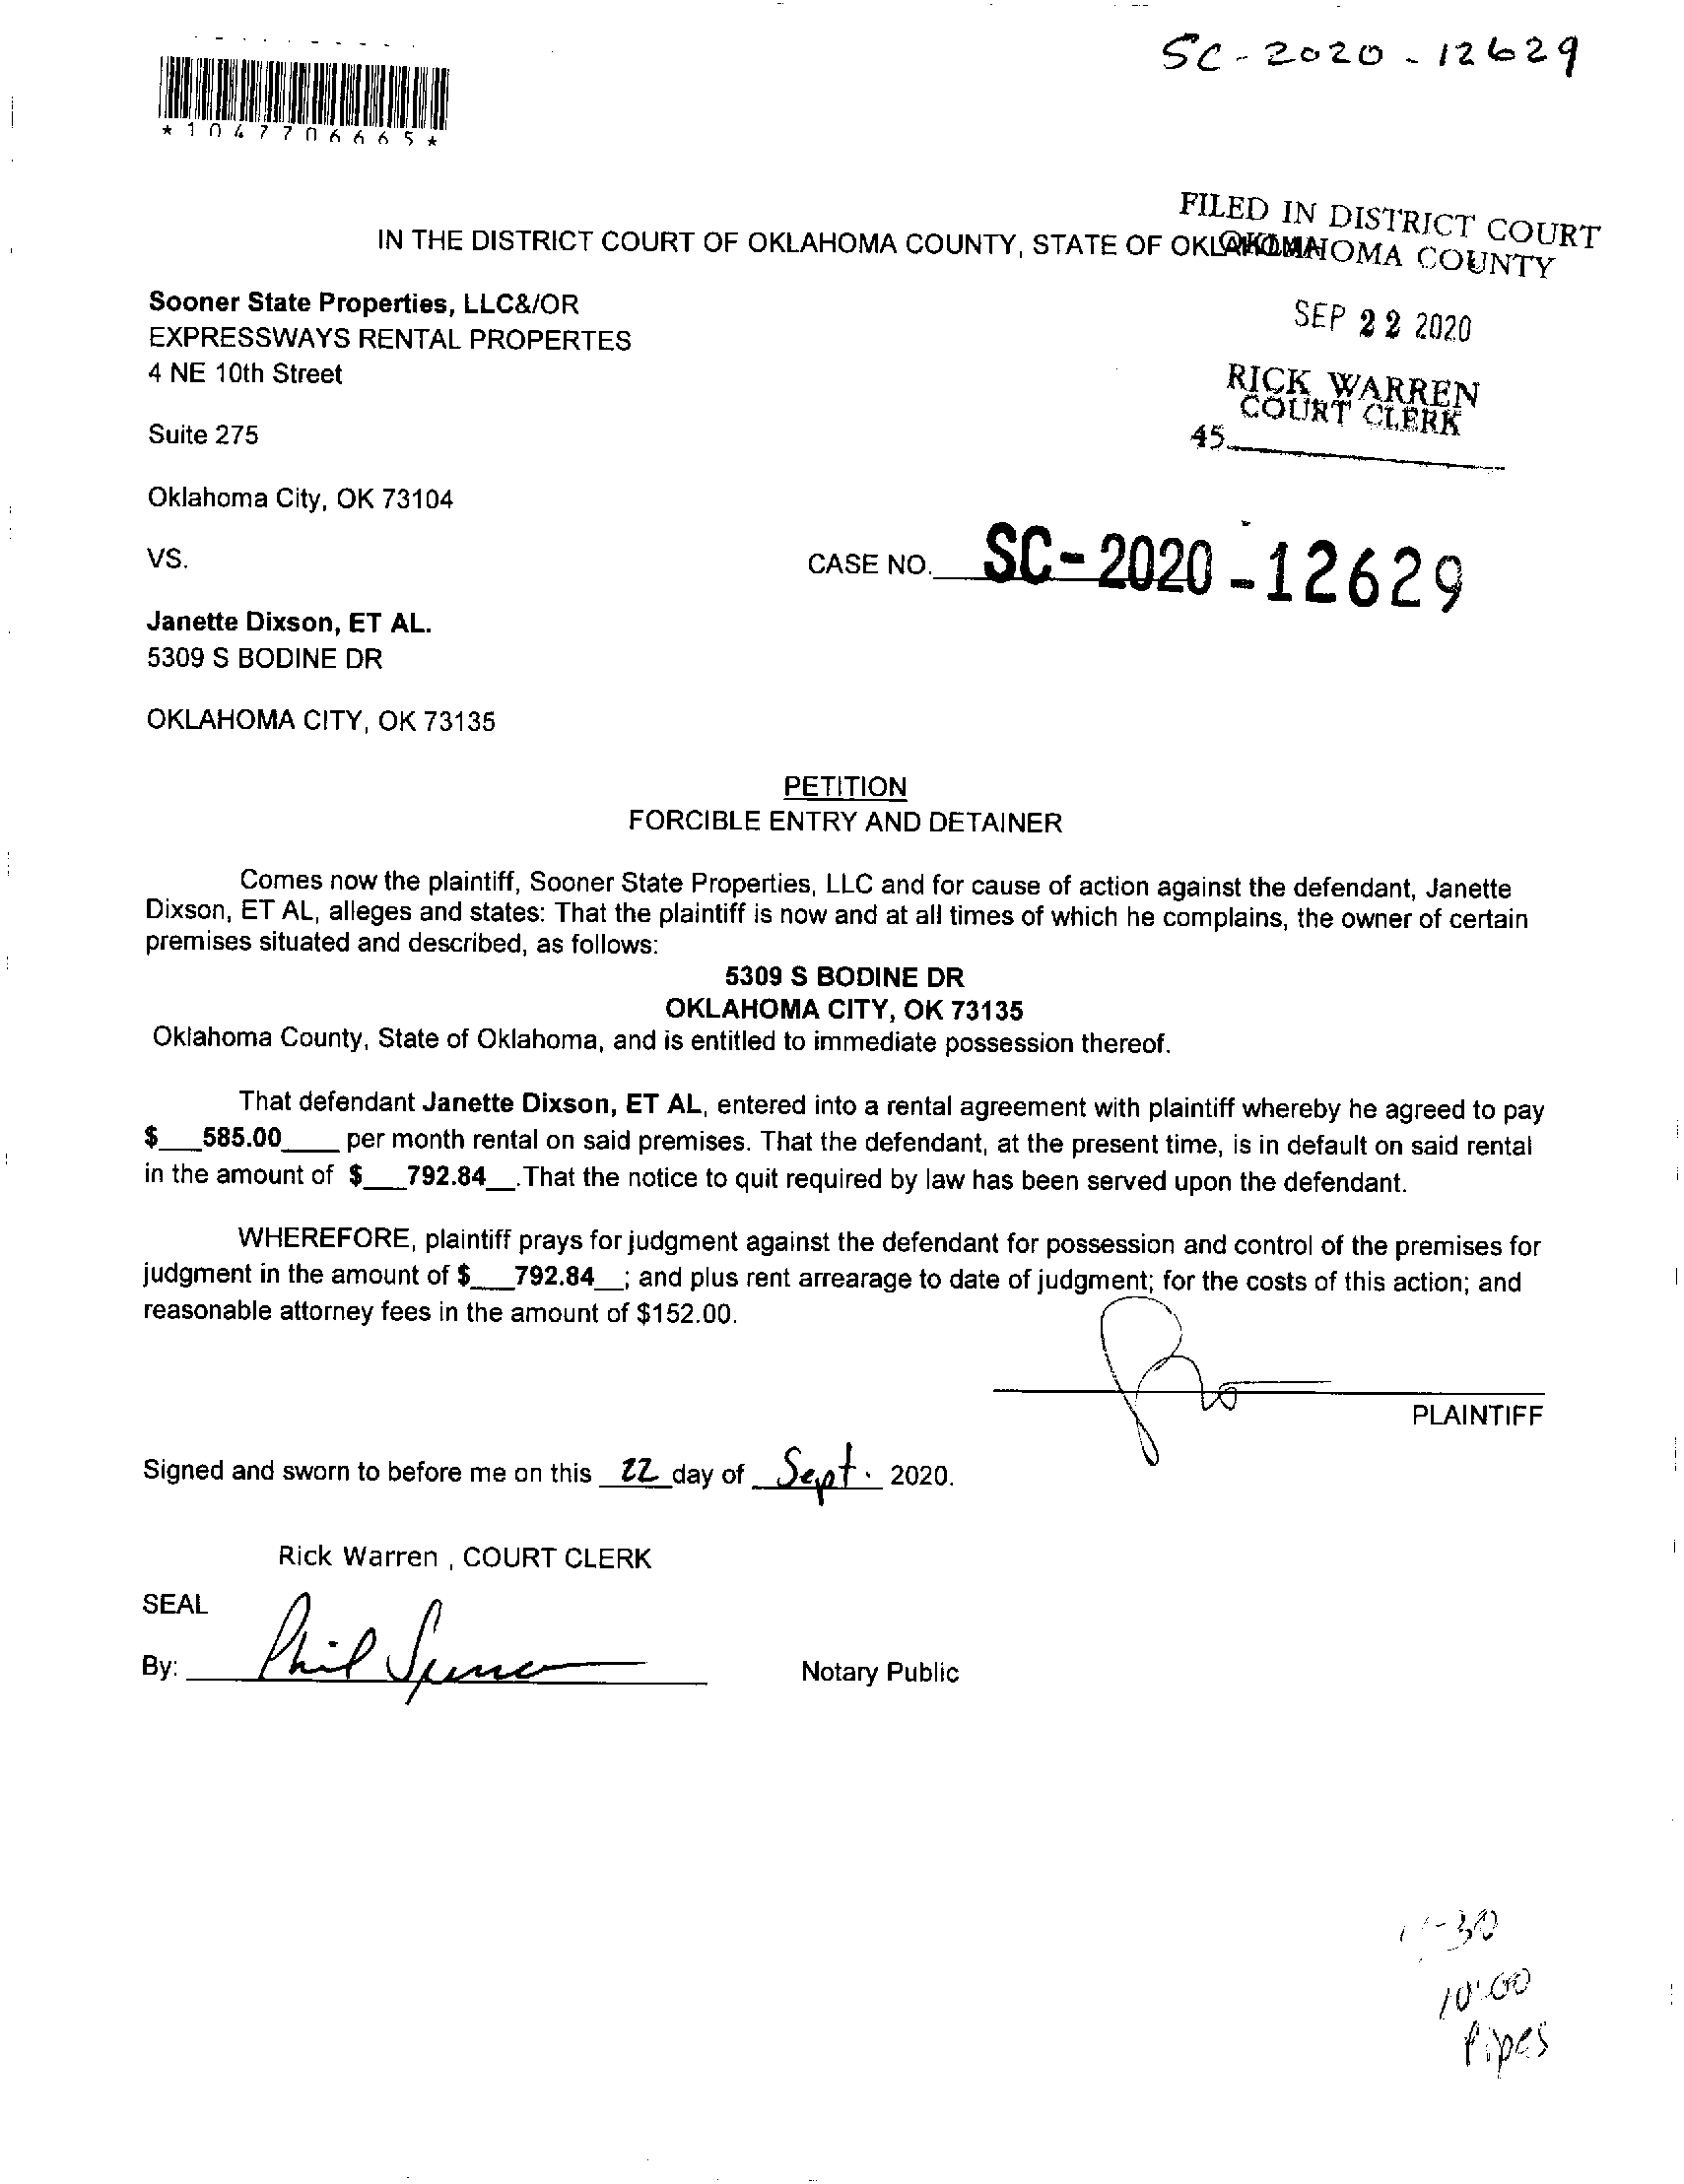 SC-2020-12629
*1047706665*
FILED IN DISTRICT COURT
OKLAHOMA COUNTY
IN THE DISTRICT COURT OF OKLAHOMA COUNTY, STATE OF OKLAHOMA
Sooner State Properties, LLC&/OR
EXPRESSWAYS RENTAL PROPERTES
SEP 22 2020
4 NE 10th Street
RICK WARREN
COURT CLERK
Suite 275
45
Oklahoma City, OK 73104
VS.
CASE NO. SC-2020-12629
Janette Dixson, ET AL.
5309 S BODINE DR
OKLAHOMA CITY, OK 73135
PETITION
FORCIBLE ENTRY AND DETAINER
Comes now the plaintiff, Sooner State Properties, LLC and for cause of action against the defendant, Janette
Dixson, ET AL, alleges and states: That the plaintiff is now and at all times of which he complains, the owner of certain
premises situated and described, as follows:
5309 S BODINE DR
OKLAHOMA CITY, OK 73135
Oklahoma County, State of Oklahoma, and is entitled to immediate possession thereof.
That defendant Janette Dixson, ET AL, entered into a rental agreement with plaintiff whereby he agreed to pay
$___585.00____ per month rental on said premises. That the defendant, at the present time, is in default on said rental
in the amount of $___792.84__.That the notice to quit required by law has been served upon the defendant.
WHEREFORE, plaintiff prays for judgment against the defendant for possession and control of the premises for
judgment in the amount of $___792.84__; and plus rent arrearage to date of judgment; for the costs of this action; and
reasonable attorney fees in the amount of $152.00.
PLAINTIFF
Signed and sworn to before me on this 22 day of Sept. 2020.
Rick Warren , COURT CLERK
SEAL
By: Phil
Notary Public
10:00
Pipes